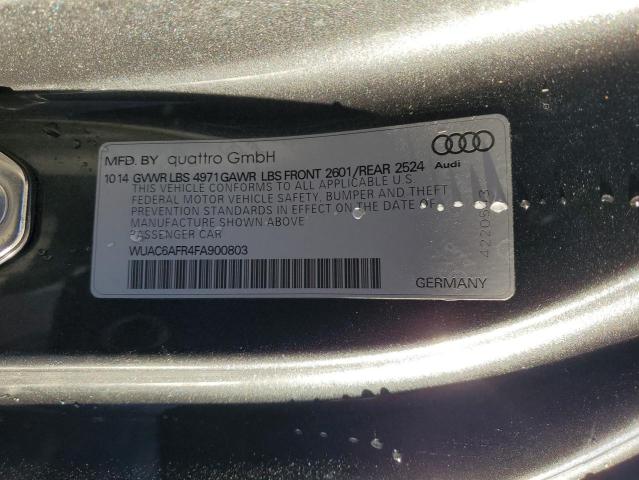 MFD. BY quattro GmbH
Audi
10 14 GVWR LBS 4971 GAWR LBS FRONT 2601/REAR 2524
THIS VEHICLE CONFORMS TO ALL APPLICABLE U.S.
FEDERAL MOTOR VEHICLE SAFETY, BUMPER AND THEFT
PREVENTION STANDARDS IN EFFECT ON THE DATE OF
MANUFACTURE SHOWN ABOVE
PASSENGER CAR
WUAC6AFR4FA900803
GERMANY